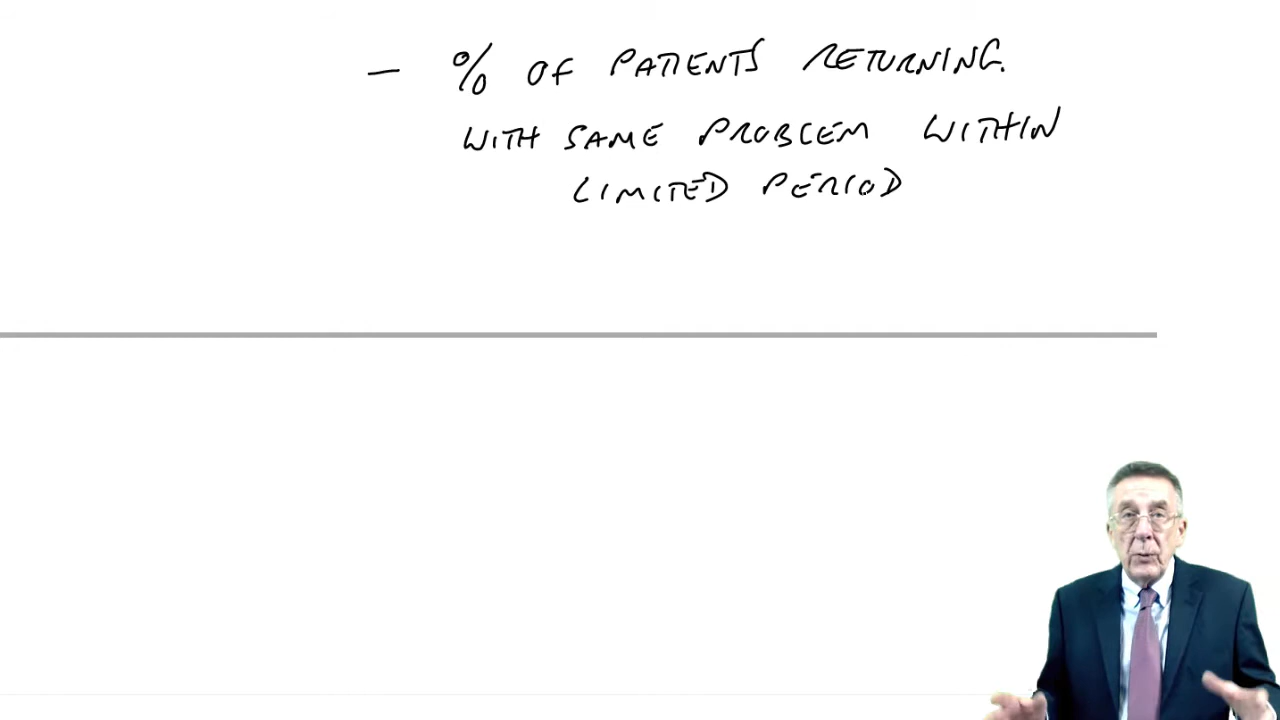 — % OF PATIENTS RETURNING.
WITH SAME PROBLEM WITHIN
LIMITED PERIOD